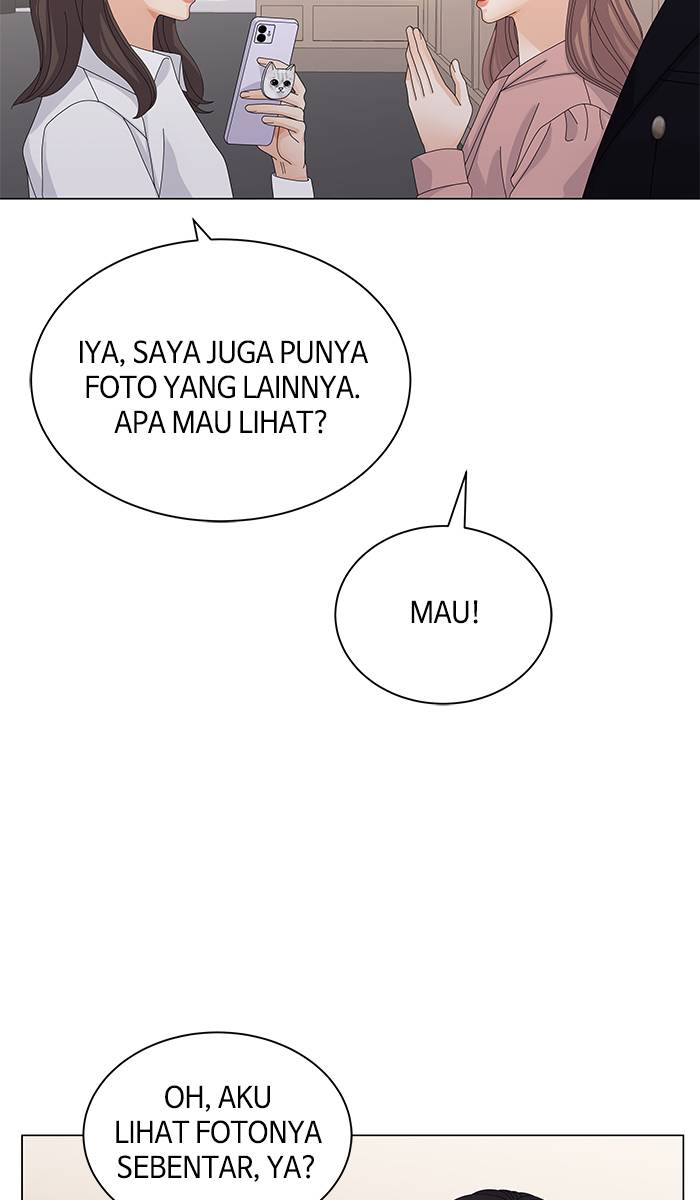 IYA, SAYA JUGA PUNYA
FOTO YANG LAINNYA.
APA MAU LIHAT?
MAU!
OH, AKU
LIHAT FOTONYA
SEBENTAR, YA?